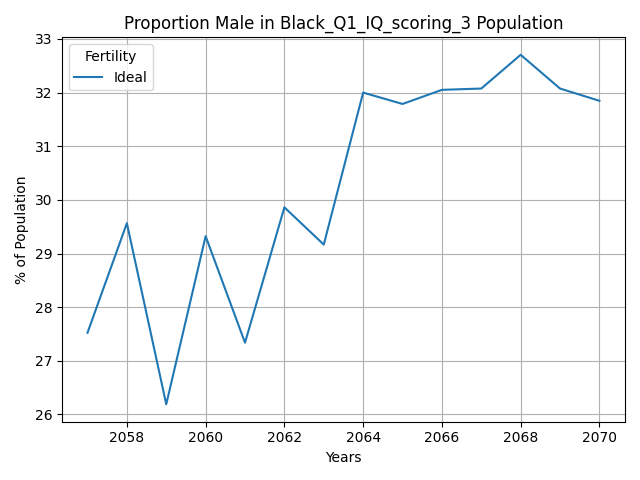 Proportion Male in Black_Q1_IQ_scoring_3 Population
33
32
31
30
29
28
27
26
% of Population
Fertility
Ideal
2058 2060 2062 2064 2066 2068 2070
Years